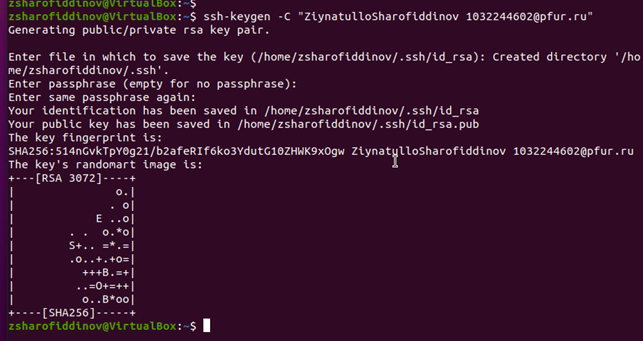 zsharofiddinov@VirtualBox:~$
zsharofiddinov@VirtualBox:~$ ssh-keygen -C "ZiynatulloSharofiddinov 1032244602@pfur.ru"
Generating public/private rsa key pair.
Enter file in which to save the key (/home/zsharofiddinov/.ssh/id_rsa): Created directory '/ho
me/zsharofiddinov/.ssh'.
Enter passphrase (empty for no passphrase):
Enter same passphrase again:
Your identification has been saved in /home/zsharofiddinov/.ssh/id_rsa
Your public key has been saved in /home/zsharofiddinov/.ssh/id_rsa.pub
The key fingerprint is:
SHA256:514nGvkTpY0g21/b2afeRIf6ko3YdutG10ZHWK9xOgw ZiynatulloSharofiddinov 1032244602@pfur.ru
The key's randomart image is:
+---[RSA 3072]----+
|               o.|
|              . o|
|            E ..o|
|        . .  o.*o|
|        S+.. =*.=|
|        .o..+.+o=|
|          +++B.=+|
|         ..=O+=++|
|          o..B*oo|
+----[SHA256]-----+
zsharofiddinov@VirtualBox:~$